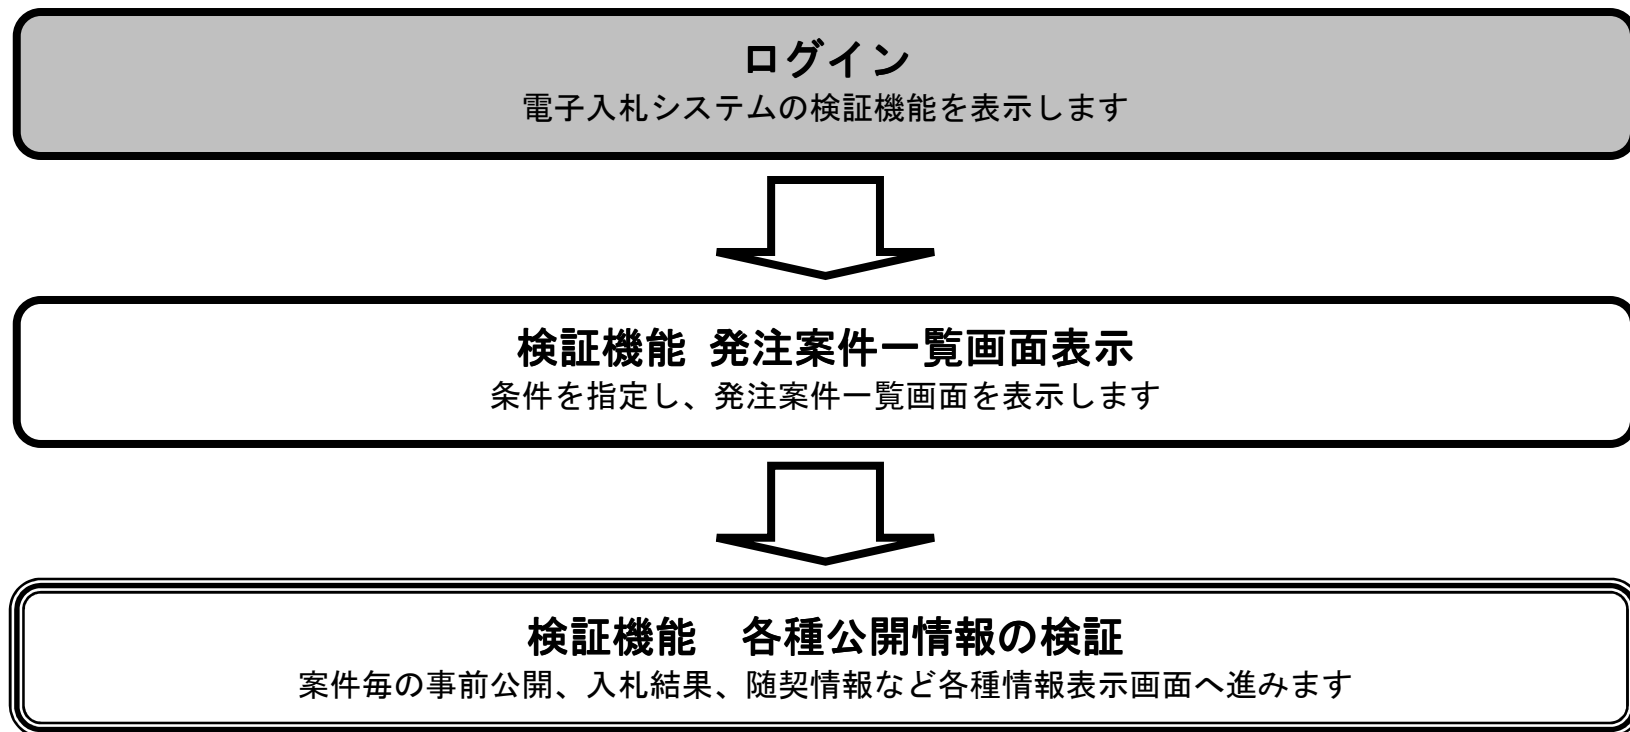 ログイン
電子入札システムの検証機能を表示します
検証機能 発注案件一覧画面表示
条件を指定し、発注案件一覧画面を表示します
検証機能　各種公開情報の検証
案件毎の事前公開、入札結果、随契情報など各種情報表示画面へ進みます